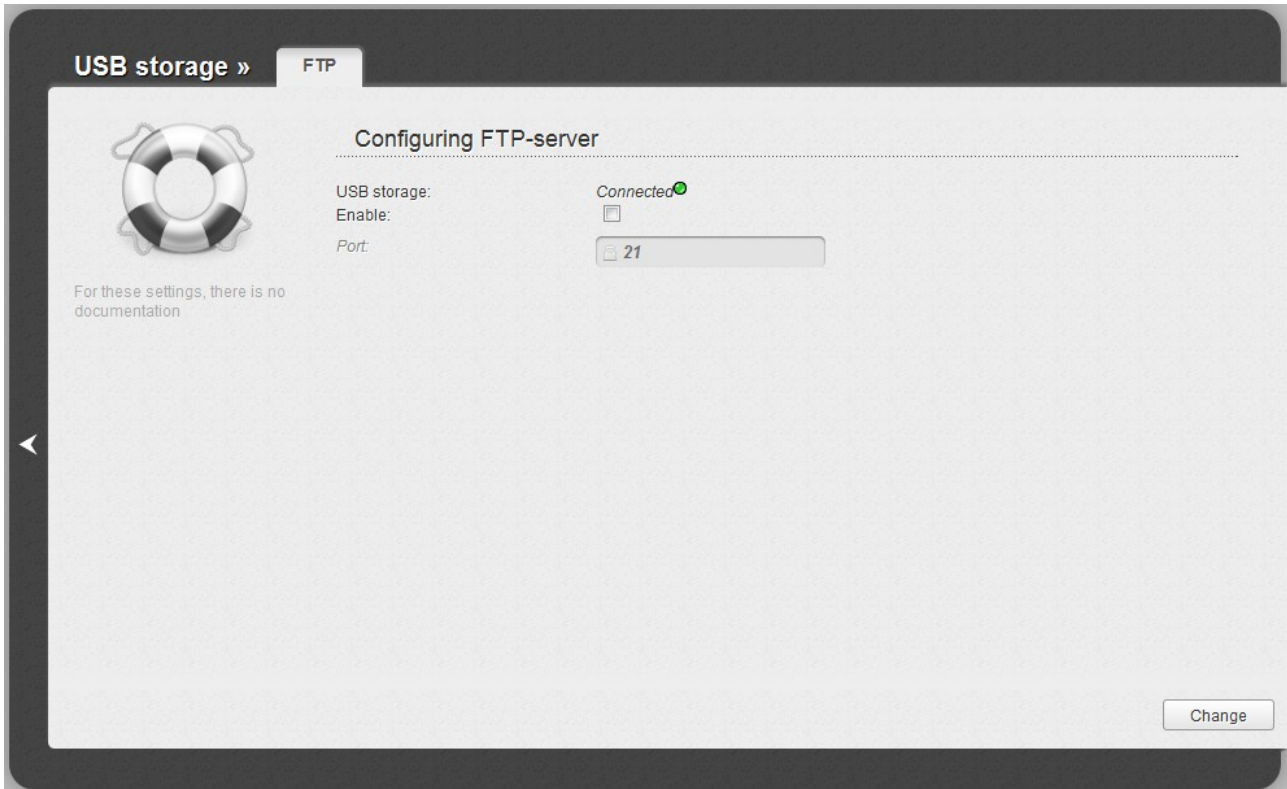 USB storage »
FTP
Configuring FTP-server
USB storage:
Connected
Enable:
Port:
21
For these settings, there is no
documentation
Change